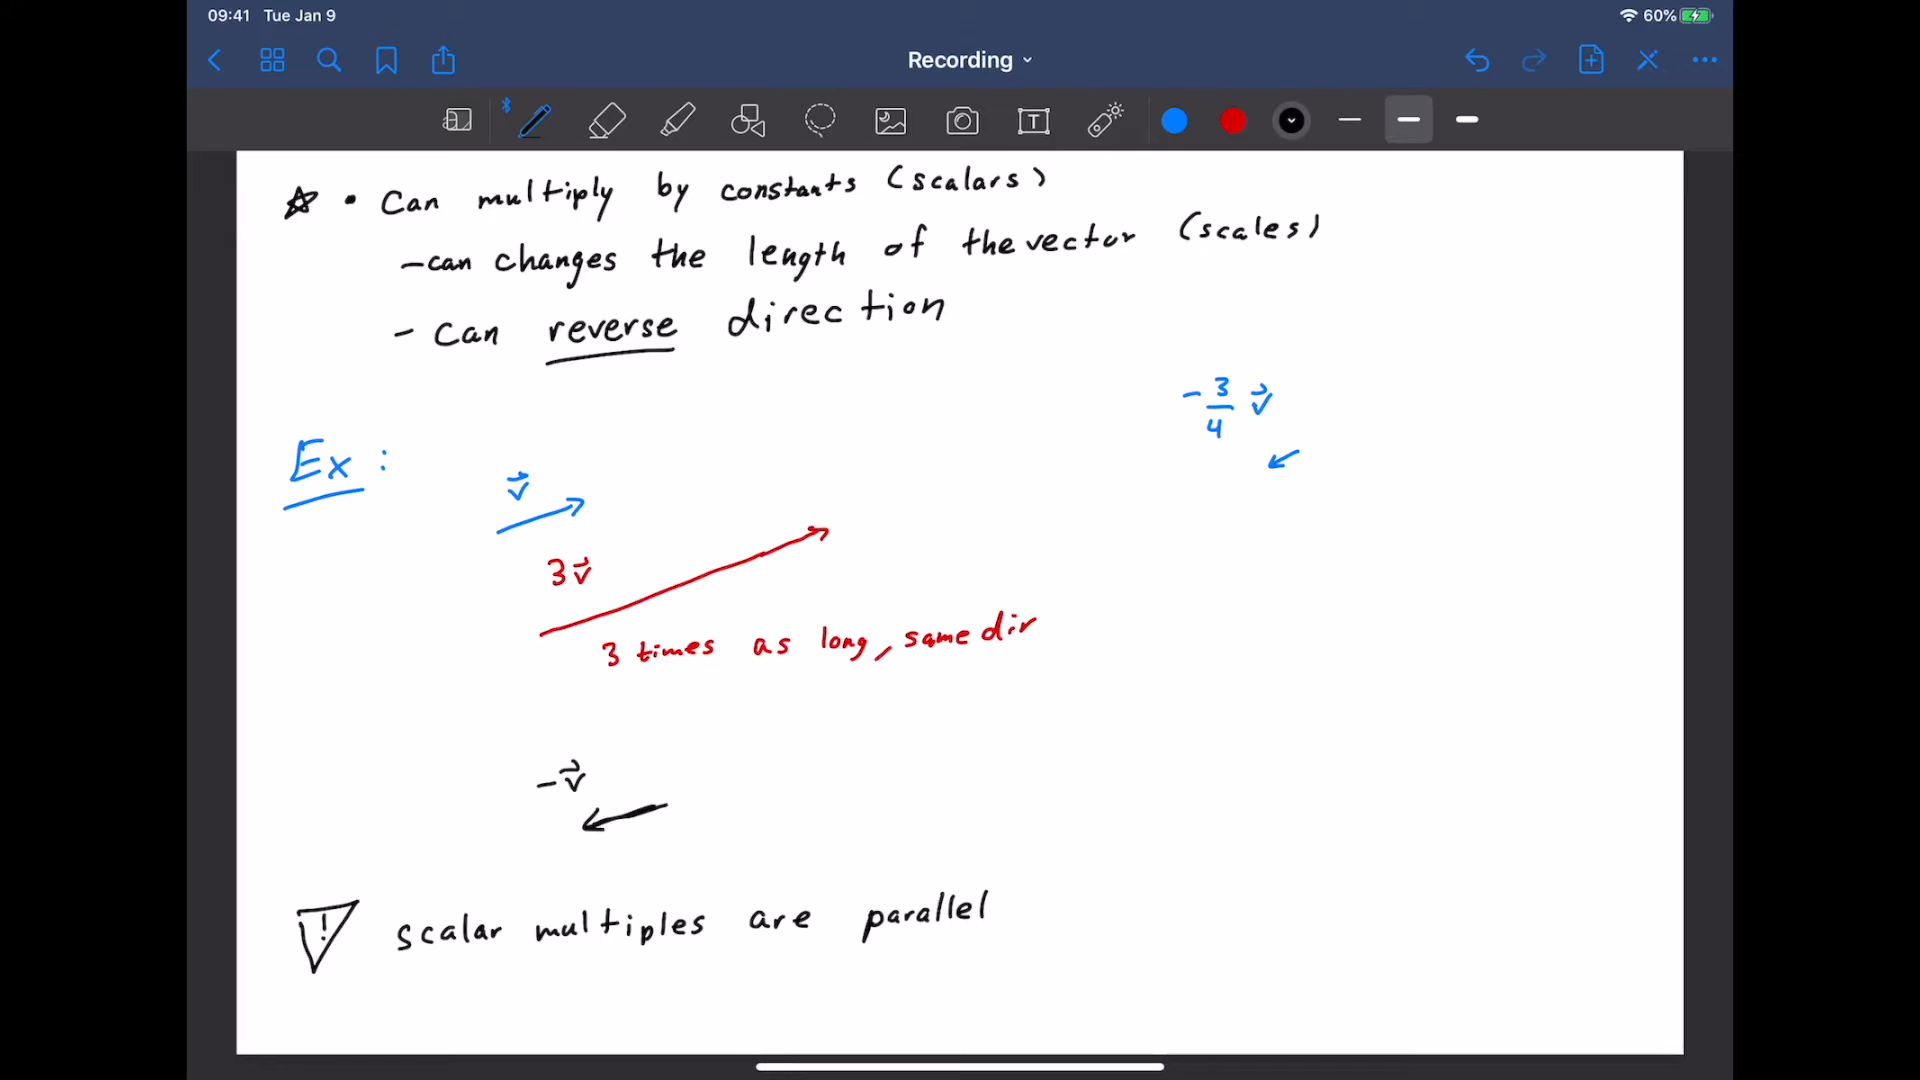 09:41 Tue Jan 9
60%
Recording
T
• Can multiply by constants (scalars)
- can changes the length of the vector (scales)
- can reverse direction
-3/4 v⃗
Ex:
v⃗
3v⃗
3 times as long, same dir
-v⃗
! scalar multiples are parallel